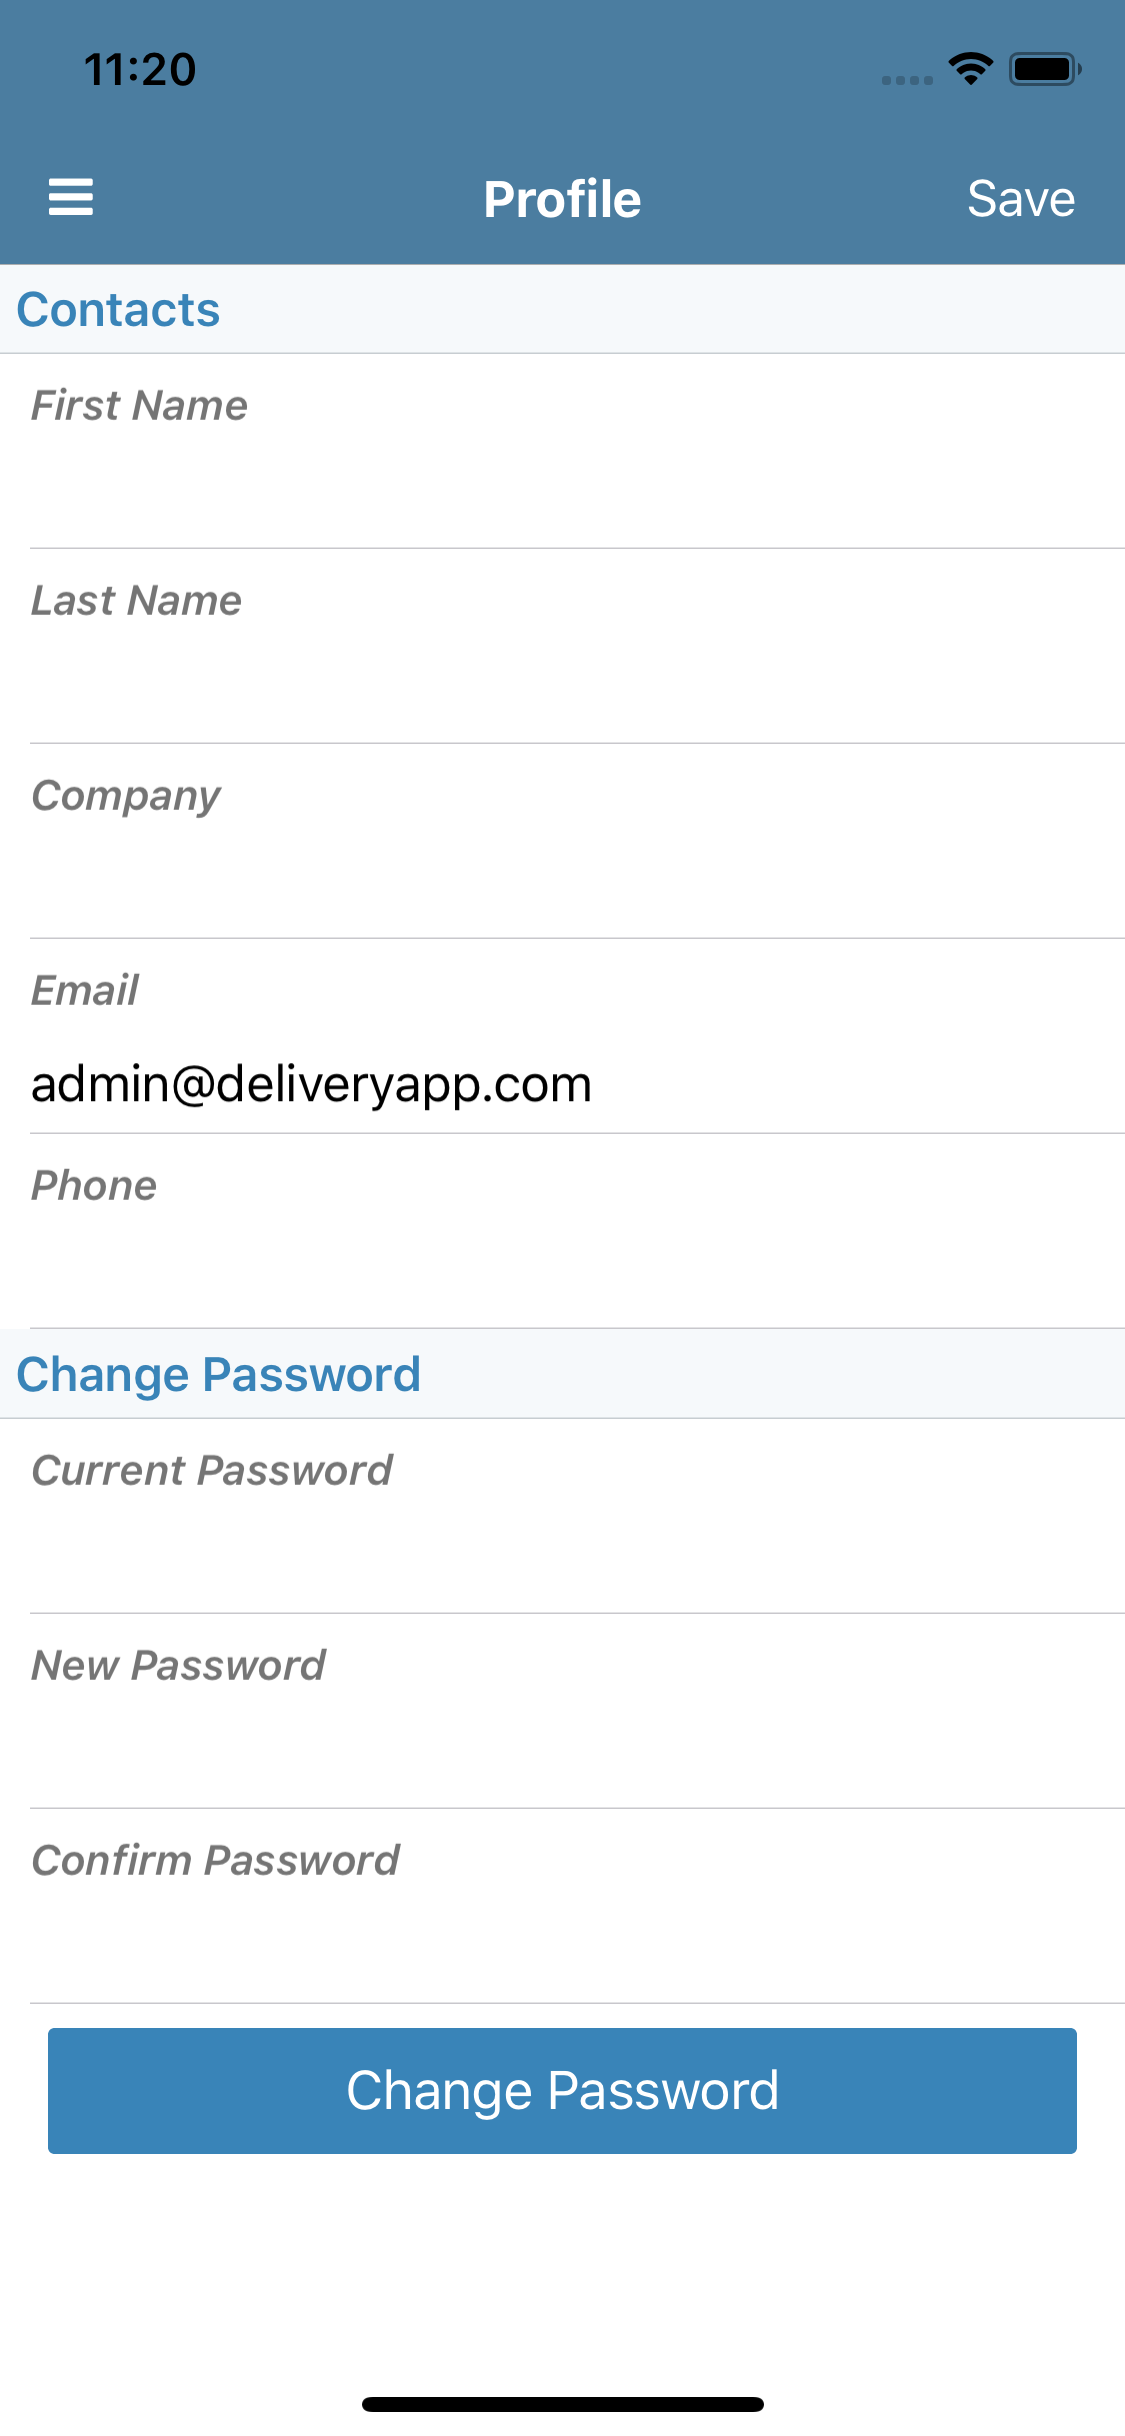 11:20
Profile
Save
Contacts
First Name
Last Name
Company
Email
admin@deliveryapp.com
Phone
Change Password
Current Password
New Password
Confirm Password
Change Password